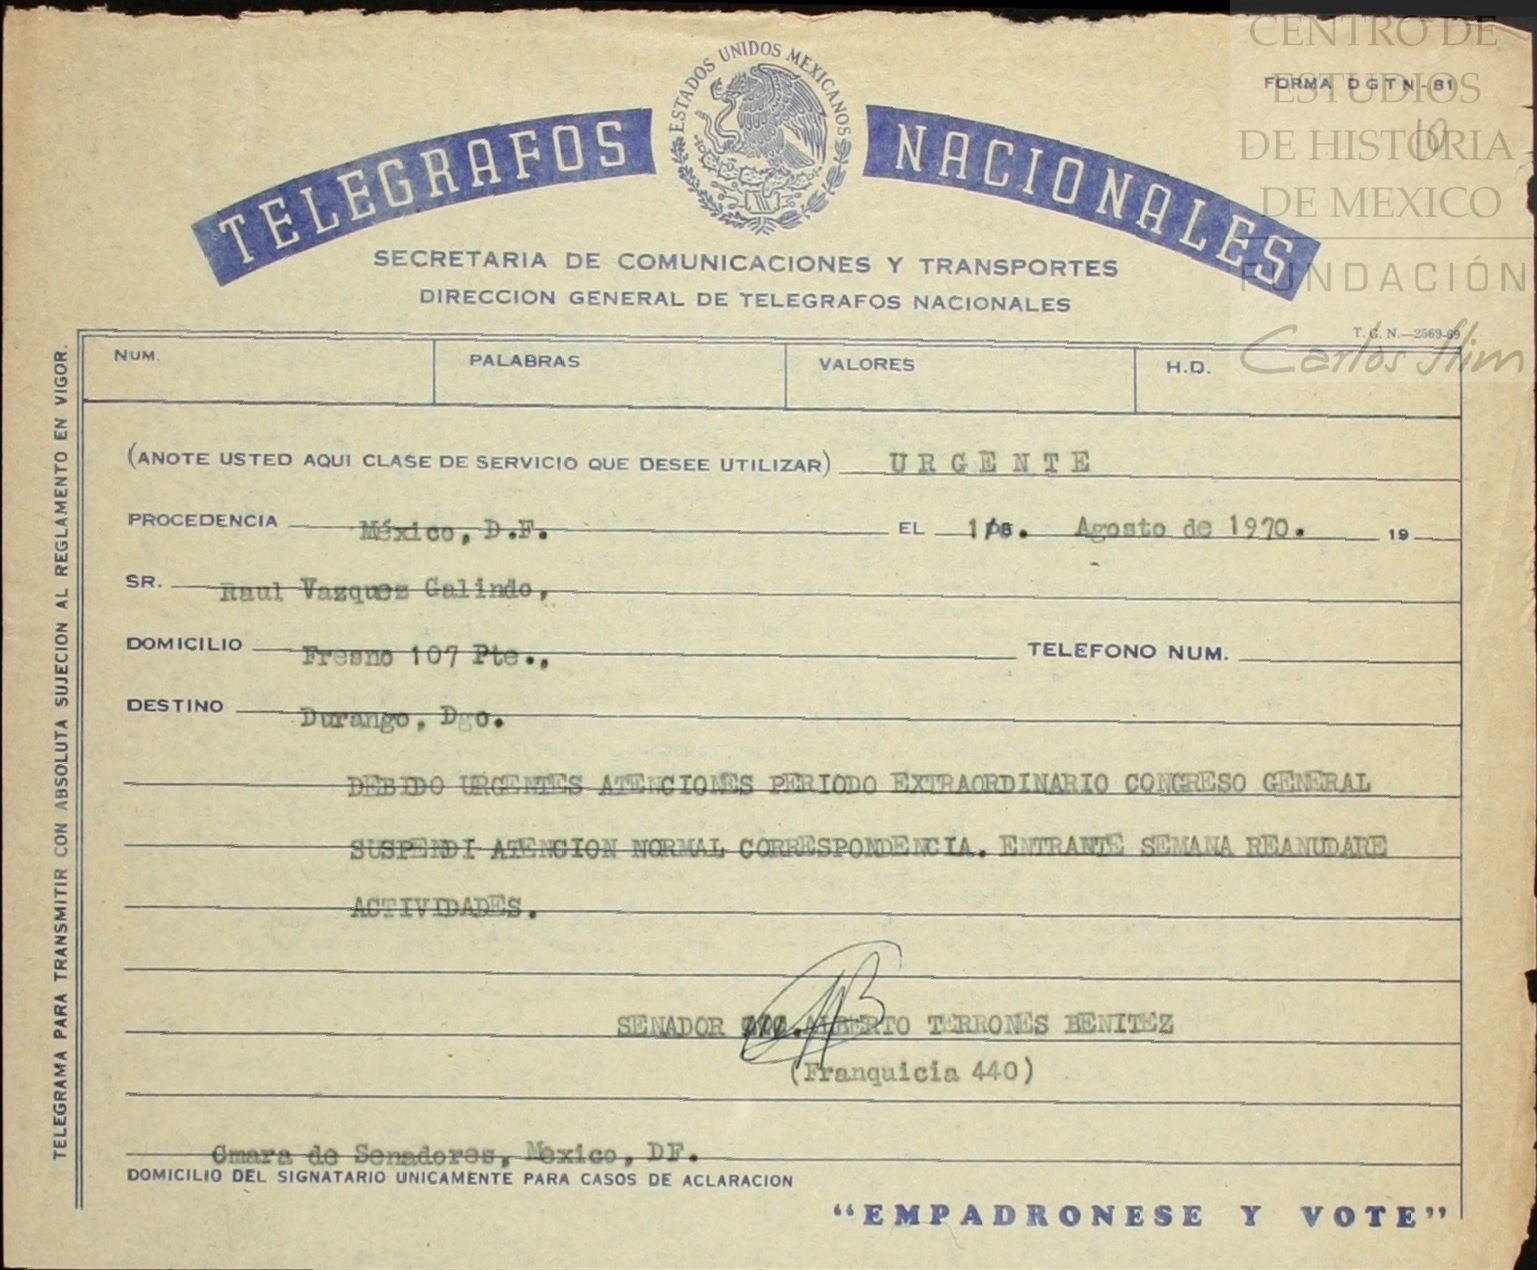 CENTRO DE
ESTUDIOS
DE HISTORIA
DE MEXICO
FUNDACIÓN
Carlos Slim
ESTADOS UNIDOS MEXICANOS
FORMA D G T N - 81
10
TELEGRAFOS NACIONALES
SECRETARIA DE COMUNICACIONES Y TRANSPORTES
DIRECCION GENERAL DE TELEGRAFOS NACIONALES
T. G. N.—2569-69
NUM. PALABRAS VALORES H.D.
(ANOTE USTED AQUI CLASE DE SERVICIO QUE DESEE UTILIZAR) U R G E N T E
PROCEDENCIA México, D.F. EL Agosto de 1970. 19
SR. Raul Vazquez Galindo,
DOMICILIO Fresno 107 Pte., TELEFONO NUM.
DESTINO Durango, Dgo.
DEBIDO URGENTES ATENCIONES PERIODO EXTRAORDINARIO CONGRESO GENERAL
SUSPENDI ATENCION NORMAL CORRESPONDENCIA. ENTRANTE SEMANA REANUDARE
ACTIVIDADES.
SENADOR ALBERTO TERRONES BENITEZ
(Franquicia 440)
Cmara de Senadores, Mexico, DF.
DOMICILIO DEL SIGNATARIO UNICAMENTE PARA CASOS DE ACLARACION
"EMPADRONESE Y VOTE"
TELEGRAMA PARA TRANSMITIR CON ABSOLUTA SUJECION AL REGLAMENTO EN VIGOR.